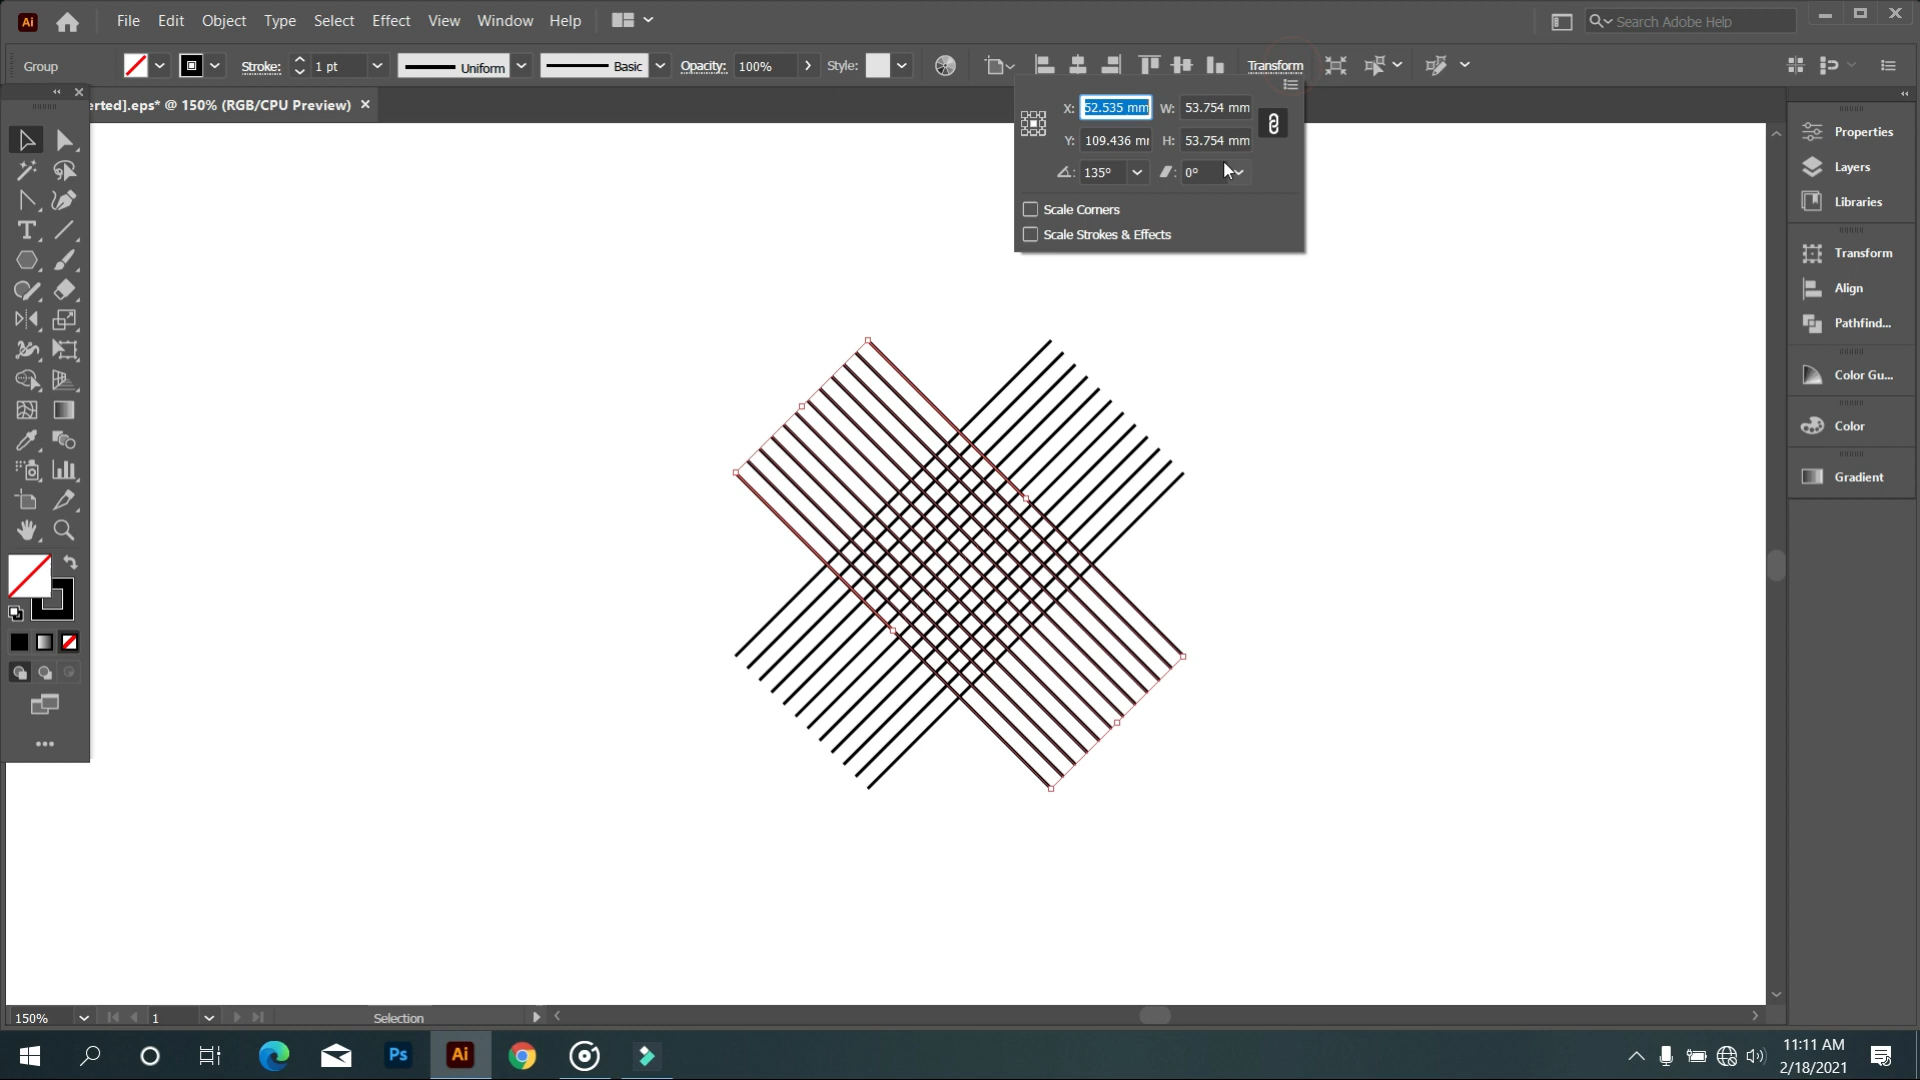 Ai File Edit Object Type Select Effect View Window Help Search Adobe Help
Group Stroke: 1 pt Uniform Basic Opacity: 100% Style: Transform
erted].eps* @ 150% (RGB/CPU Preview)
X: 52.535 mm W: 53.754 mm
Y: 109.436 m H: 53.754 mm
135° 0°
Scale Corners
Scale Strokes & Effects
Properties
Layers
Libraries
Transform
Align
Pathfind...
Color Gu...
Color
Gradient
150% 1 Selection
Ps Ai
11:11 AM
2/18/2021